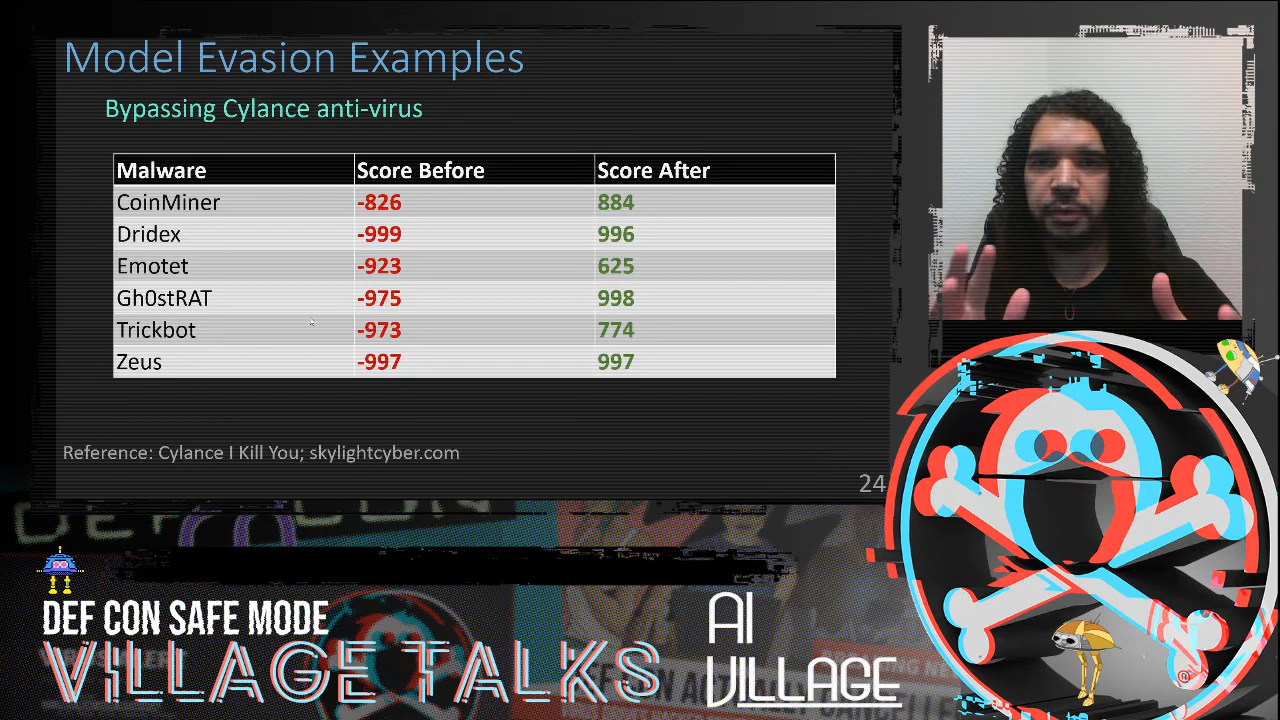 Model Evasion Examples
Bypassing Cylance anti-virus
Malware Score Before Score After
CoinMiner -826 884
Dridex -999 996
Emotet -923 625
Gh0stRAT -975 998
Trickbot -973 774
Zeus -997 997
Reference: Cylance I Kill You; skylightcyber.com
24
DEF CON
DEF CON SAFE MODE
VILLAGE TALKS
AI
VILLAGE